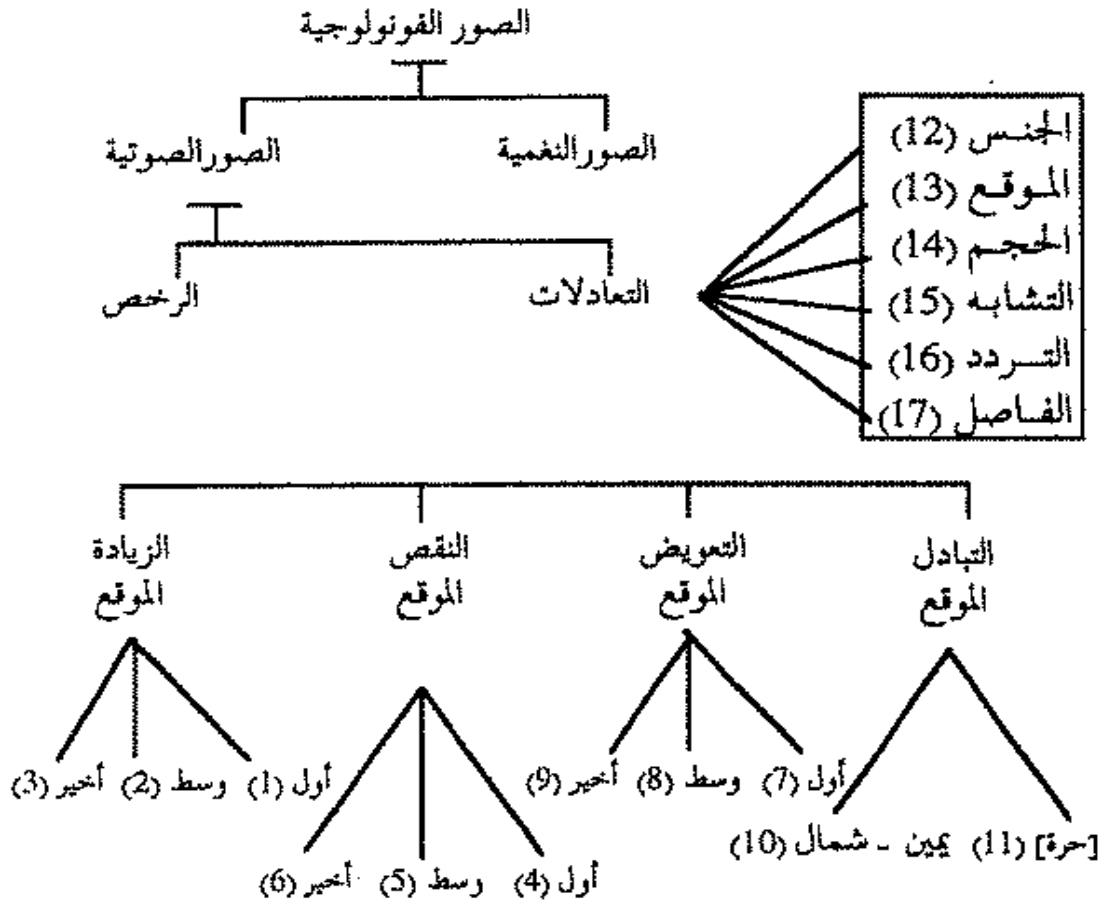 الصور الفونولوجية
الصور النغمية
الصور الصوتية
الجنس (12)
الموقع (13)
الحجم (14)
التشابه (15)
التردد (16)
الفاصل (17)
التعادلات
الرخص
التبادل
الموقع
التعويض
الموقع
النقص
الموقع
الزيادة
الموقع
[حرة] (11) يمين - شمال (10)
أول (7) وسط (8) أخير (9)
أول (4) وسط (5) أخير (6)
أول (1) وسط (2) أخير (3)